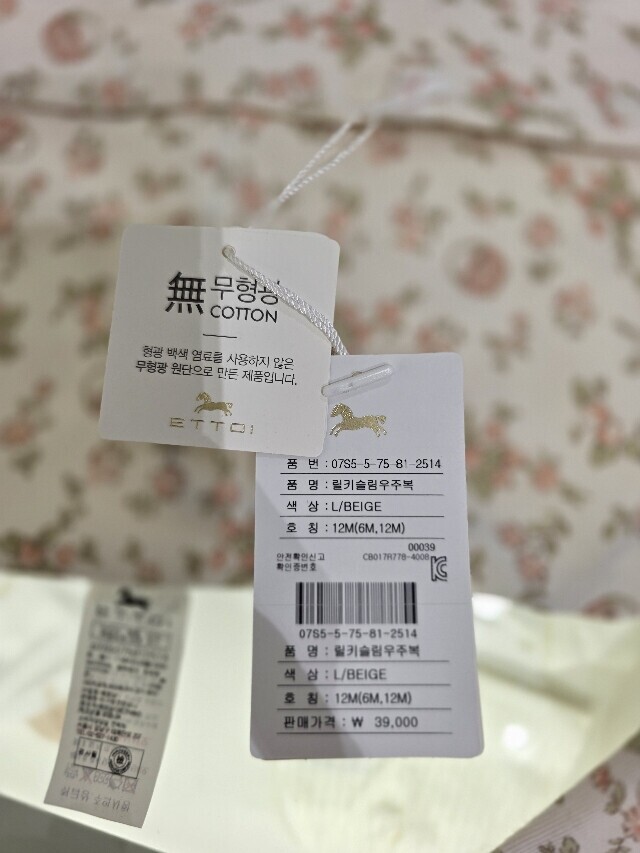 無 무형광
COTTON
형광 백색 염료를 사용하지 않은
무형광 원단으로 만든 제품입니다.
ETTOI
품 번 : 07S5-5-75-81-2514
품 명 : 릴키슬림우주복
색 상 : L/BEIGE
호 칭 : 12M(6M,12M)
00039
안전확인신고
확인증번호
CB017R778-4008
07S5-5-75-81-2514
품 명 : 릴키슬림우주복
색 상 : L/BEIGE
호 칭 : 12M(6M,12M)
판매가격 : ₩ 39,000